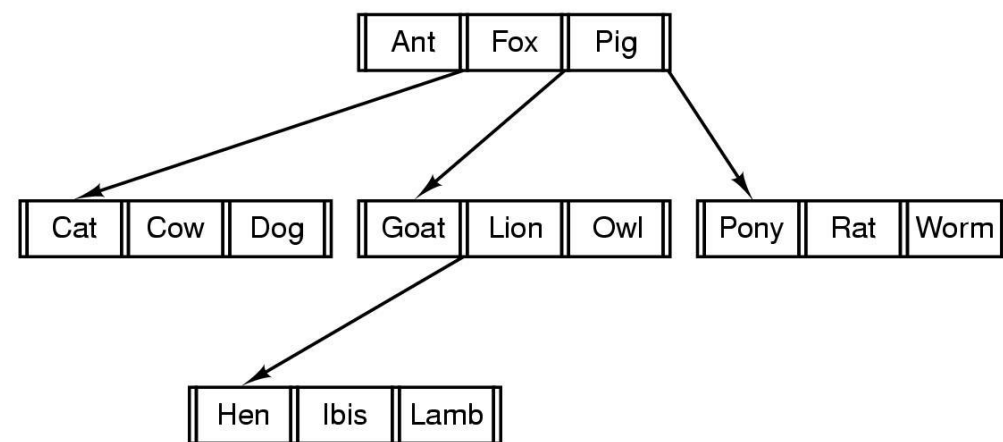 Ant Fox Pig
Cat Cow Dog Goat Lion Owl Pony Rat Worm
Hen Ibis Lamb